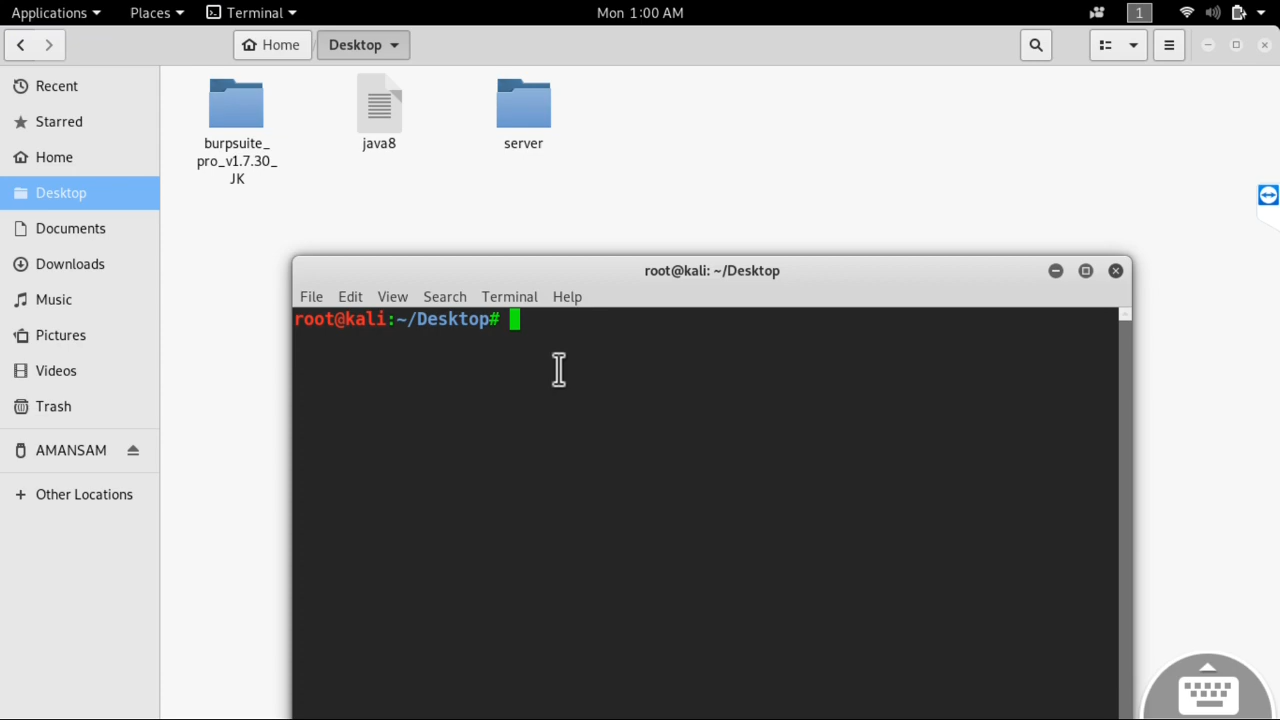 Applications Places Terminal Mon 1:00 AM 1
Home Desktop
Recent
Starred
Home
Desktop
Documents
Downloads
Music
Pictures
Videos
Trash
AMANSAM
+ Other Locations
burpsuite_
pro_v1.7.30_
JK
java8
server
root@kali: ~/Desktop
File Edit View Search Terminal Help
root@kali:~/Desktop#